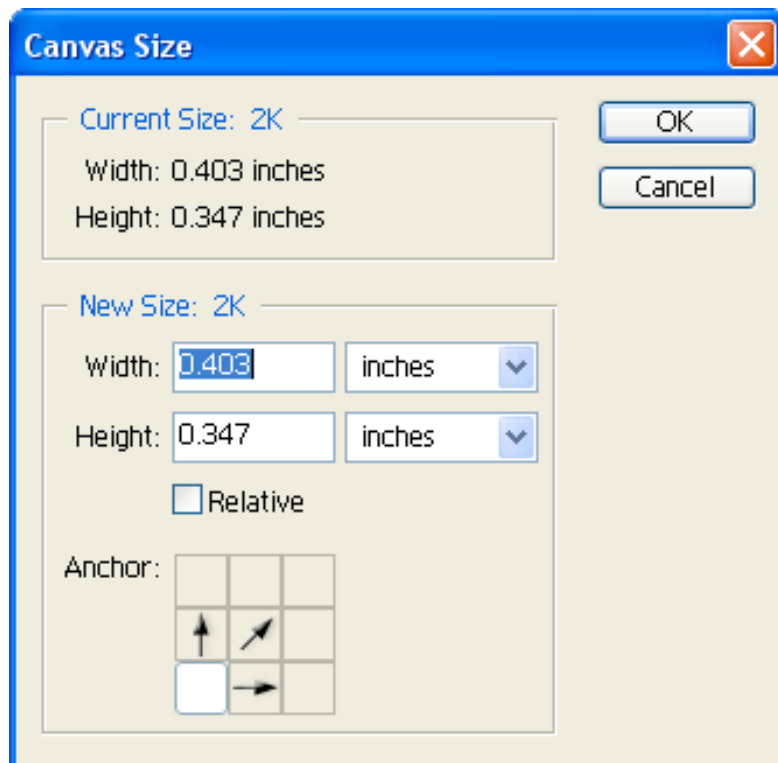 Canvas Size
Current Size: 2K
OK
Width: 0.403 inches
Cancel
Height: 0.347 inches
New Size: 2K
Width: 0.403 inches
Height: 0.347 inches
Relative
Anchor: